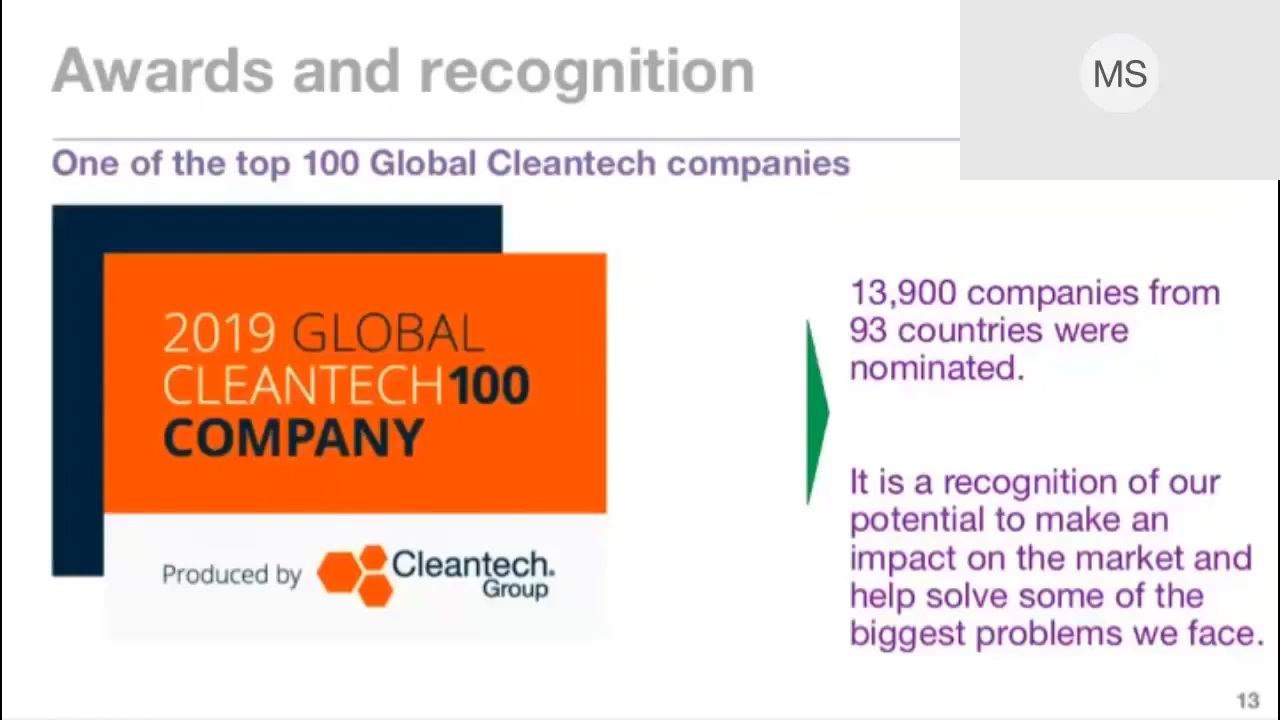 Awards and recognition
MS
One of the top 100 Global Cleantech companies
2019 GLOBAL
CLEANTECH100
COMPANY
Produced by Cleantech.
Group
13,900 companies from
93 countries were
nominated.
It is a recognition of our
potential to make an
impact on the market and
help solve some of the
biggest problems we face.
13